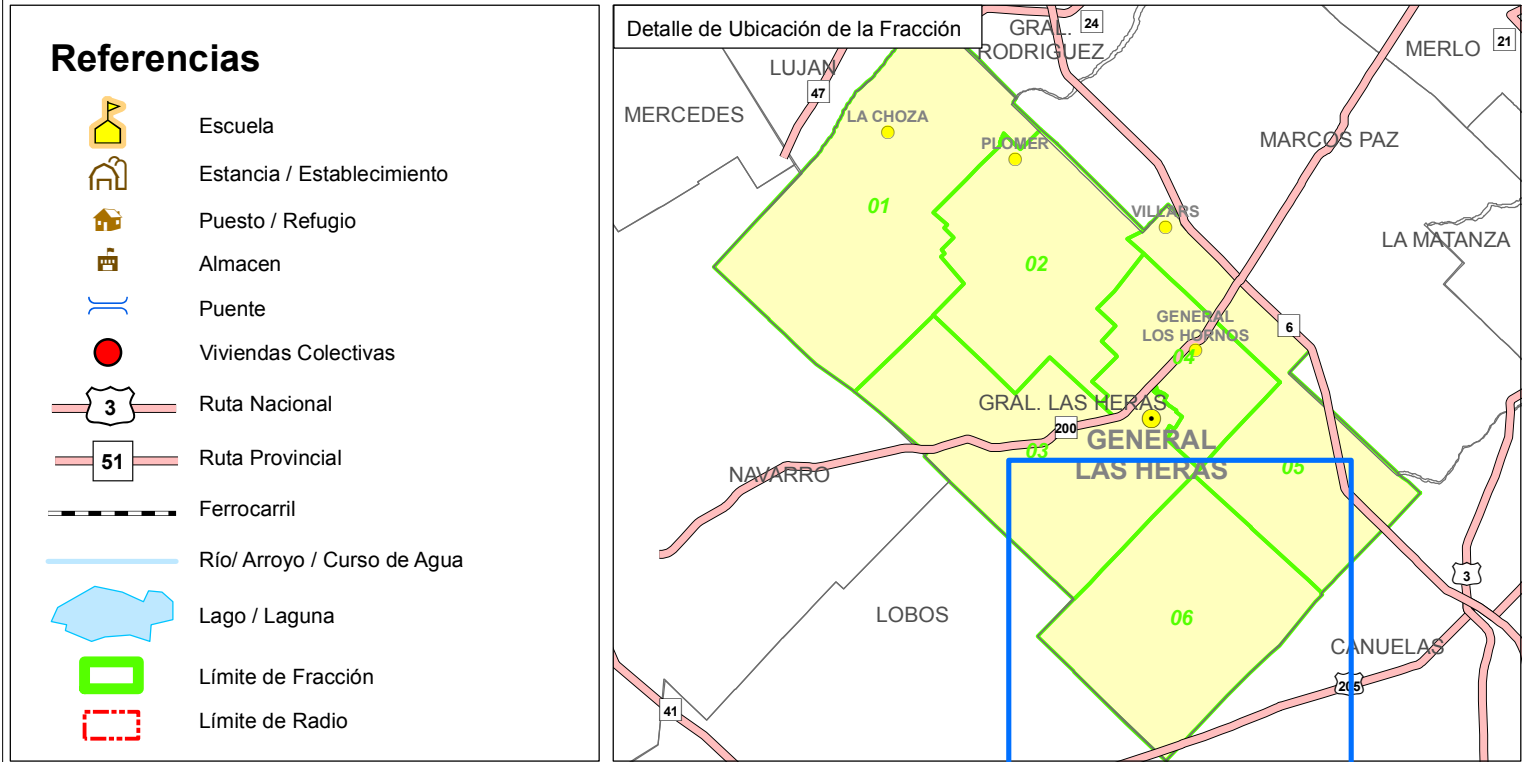 Referencias
Escuela
Estancia / Establecimiento
Puesto / Refugio
Almacen
Puente
Viviendas Colectivas
3
Ruta Nacional
51
Ruta Provincial
Ferrocarril
Río/ Arroyo / Curso de Agua
Lago / Laguna
Límite de Fracción
Límite de Radio
Detalle de Ubicación de la Fracción
GRAL.
RODRIGUEZ
24
21
MERLO
LUJAN
47
MERCEDES
LA CHOZA
PLOMER
MARCOS PAZ
01
VILLARS
LA MATANZA
02
GENERAL
LOS HORNOS
6
04
GRAL. LAS HERAS
200
GENERAL
LAS HERAS
03
05
NAVARRO
3
LOBOS
06
CANUELAS
205
41